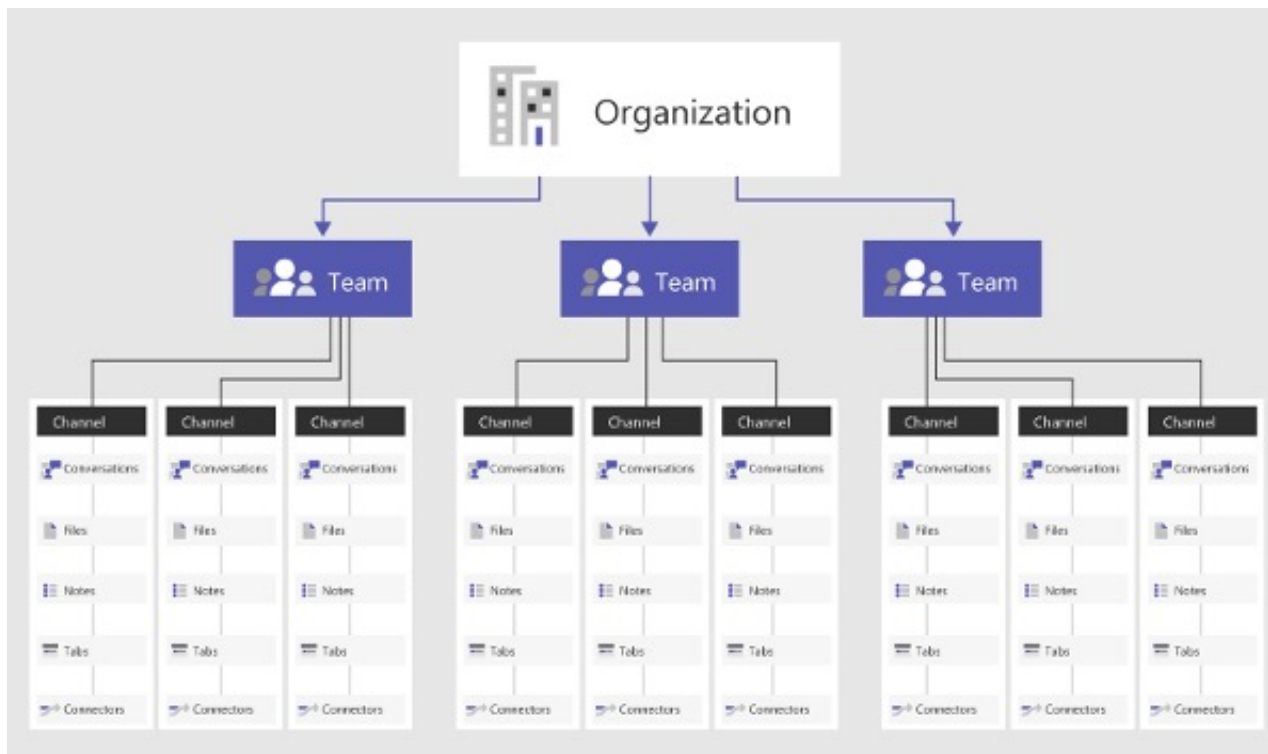 Organization
Team Team Team
Channel Channel Channel Channel Channel Channel Channel Channel Channel
Conversations Conversations Conversations Conversations Conversations Conversations Conversations Conversations Conversations
Files Files Files Files Files Files Files Files Files
Notes Notes Notes Notes Notes Notes Notes Notes Notes
Tabs Tabs Tabs Tabs Tabs Tabs Tabs Tabs Tabs
Connectors Connectors Connectors Connectors Connectors Connectors Connectors Connectors Connectors